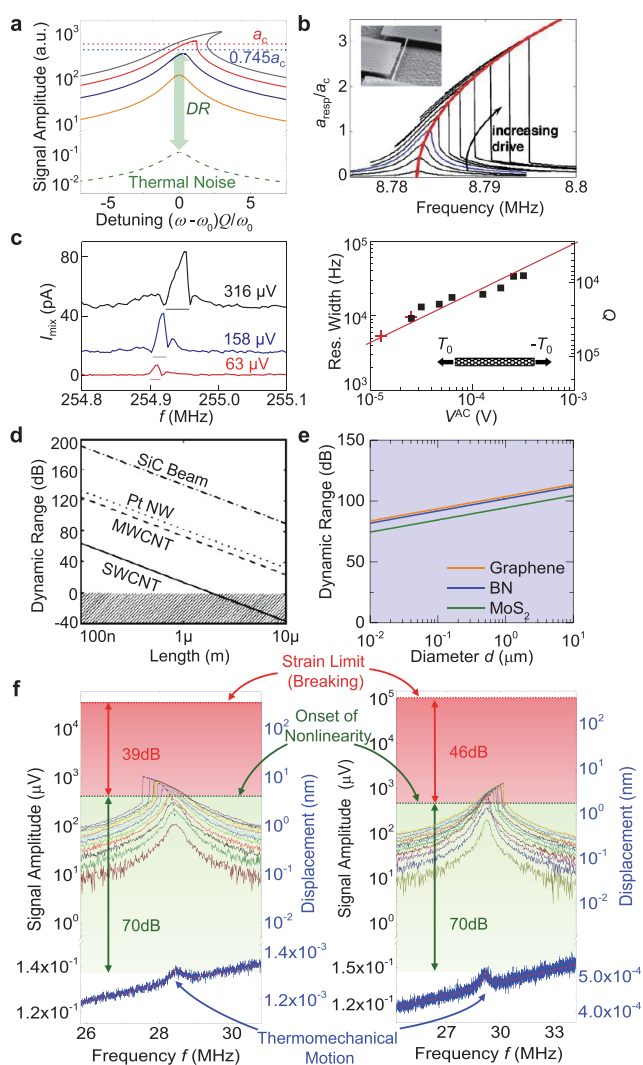 a
Signal Amplitude (a.u.)
10³
10²
10¹
10⁻¹
10⁻²
a_c
0.745a_c
DR
Thermal Noise
-5
0
5
Detuning (ω-ω₀)Q/ω₀
b
a_resp/a_c
3
2
1
0
increasing drive
8.78
8.79
8.8
Frequency (MHz)
c
I_mix (pA)
80
40
0
316 µV
158 µV
63 µV
254.8
254.9
255.0
255.1
f (MHz)
Res. Width (Hz)
10⁵
10⁴
10³
10⁴
10⁵
Q
T₀
-T₀
10⁻⁵
10⁻⁴
10⁻³
V^AC (V)
d
Dynamic Range (dB)
200
160
120
80
40
0
-40
SiC Beam
Pt NW
MWCNT
SWCNT
100n
1µ
10µ
Length (m)
e
Dynamic Range (dB)
150
100
50
0
Graphene
BN
MoS₂
10⁻²
10⁻¹
10⁰
10¹
Diameter d (µm)
f
Strain Limit
(Breaking)
Onset of
Nonlinearity
Signal Amplitude (µV)
10⁴
10³
10²
10¹
10⁰
1.4x10⁻¹
1.2x10⁻¹
39dB
70dB
10²
10¹
10⁰
10⁻¹
10⁻²
1.4x10⁻³
1.2x10⁻³
Displacement (nm)
26
28
30
Frequency f (MHz)
Thermomechanical
Motion
Signal Amplitude (µV)
10⁵
10⁴
10³
10²
10¹
10⁰
1.5x10⁻¹
1.2x10⁻¹
46dB
70dB
10²
10¹
10⁰
10⁻¹
10⁻²
5.0x10⁻⁴
4.0x10⁻⁴
Displacement (nm)
27
30
33
Frequency f (MHz)